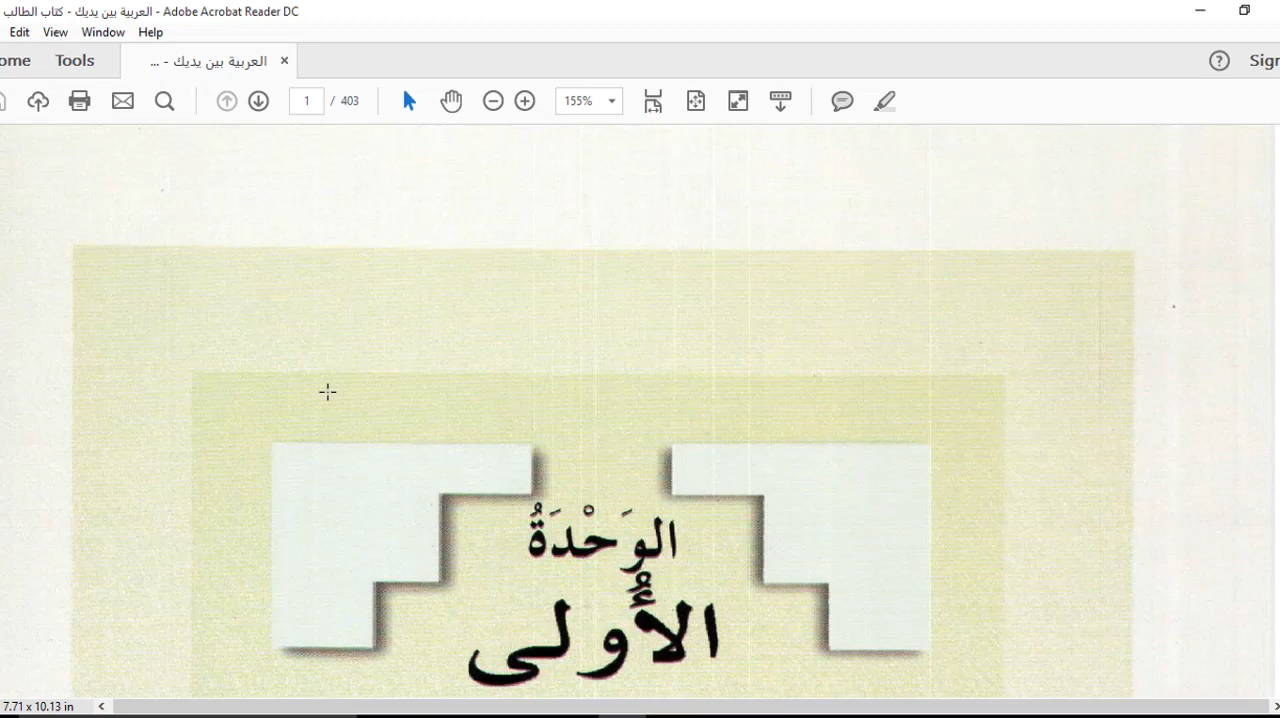 العربية بين يديك - كتاب الطالب - Adobe Acrobat Reader DC
Edit View Window Help
ome Tools العربية بين يديك - ... × ? Sigr
1 / 403 155%
الوَحْدَةُ
الأُولى
7.71 x 10.13 in